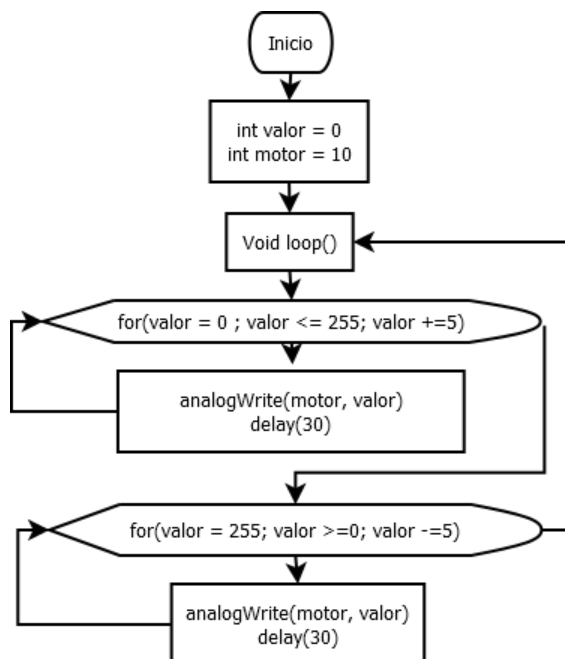 Inicio
int valor = 0
int motor = 10
Void loop()
for(valor = 0 ; valor <= 255; valor +=5)
analogWrite(motor, valor)
delay(30)
for(valor = 255; valor >=0; valor -=5)
analogWrite(motor, valor)
delay(30)